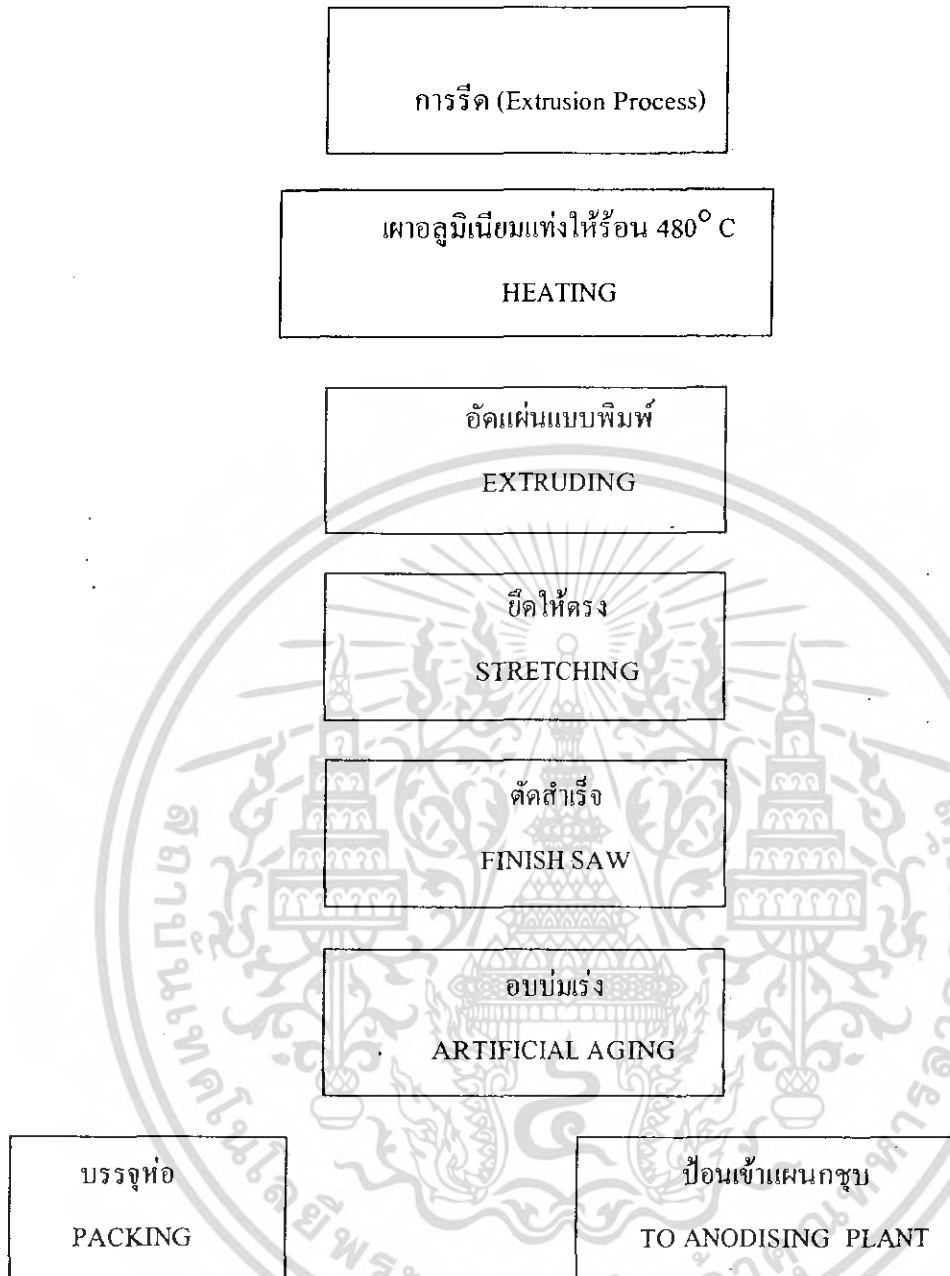 การรีด (Extrusion Process)
เผาอลูมิเนียมแท่งให้ร้อน 480° C
HEATING
อัดแผ่นแบบพิมพ์
EXTRUDING
ยืดให้ตรง
STRETCHING
ตัดสำเร็จ
FINISH SAW
อบบ่มเร่ง
ARTIFICIAL AGING
บรรจุห่อ
PACKING
ป้อนเข้าแผนกชุบ
TO ANODISING PLANT